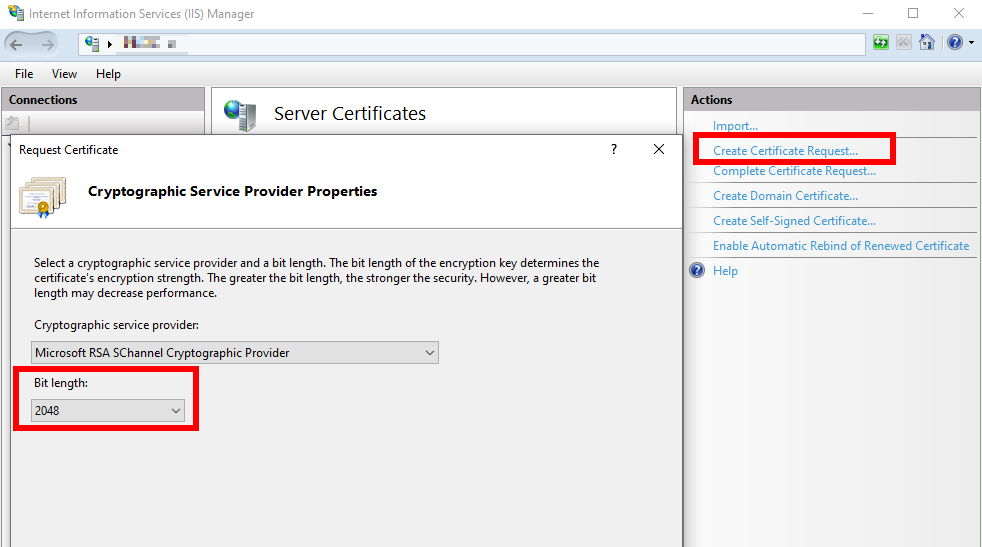 Internet Information Services (IIS) Manager
File View Help
Connections
Server Certificates
Actions
Import...
Create Certificate Request...
Complete Certificate Request...
Create Domain Certificate...
Create Self-Signed Certificate...
Enable Automatic Rebind of Renewed Certificate
Help
Request Certificate
?
Cryptographic Service Provider Properties
Select a cryptographic service provider and a bit length. The bit length of the encryption key determines the
certificate's encryption strength. The greater the bit length, the stronger the security. However, a greater bit
length may decrease performance.
Cryptographic service provider:
Microsoft RSA SChannel Cryptographic Provider
Bit length:
2048